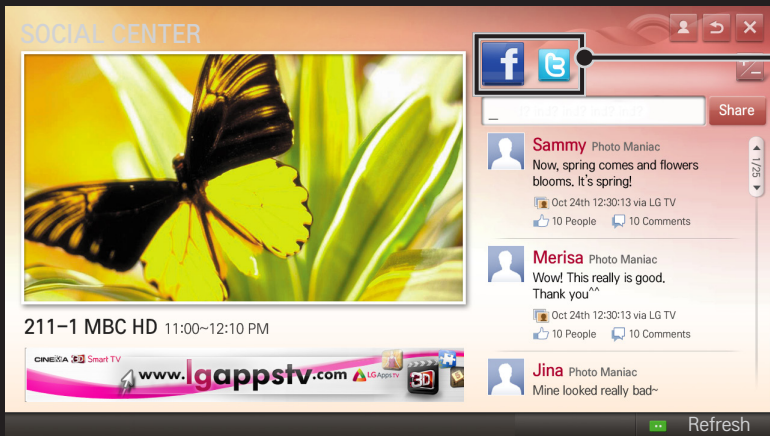 SOCIAL CENTER
f
t
Share
Sammy Photo Maniac
Now, spring comes and flowers
blooms. It's spring!
Oct 24th 12:30:13 via LG TV
10 People 10 Comments
1/25
Merisa Photo Maniac
Wow! This really is good.
Thank you^^
Oct 24th 12:30:13 via LG TV
10 People 10 Comments
Jina Photo Maniac
Mine looked really bad~
211-1 MBC HD 11:00~12:10 PM
CINEMA 3D Smart TV
www.lgappstv.com LG Apps TV
3D
Refresh